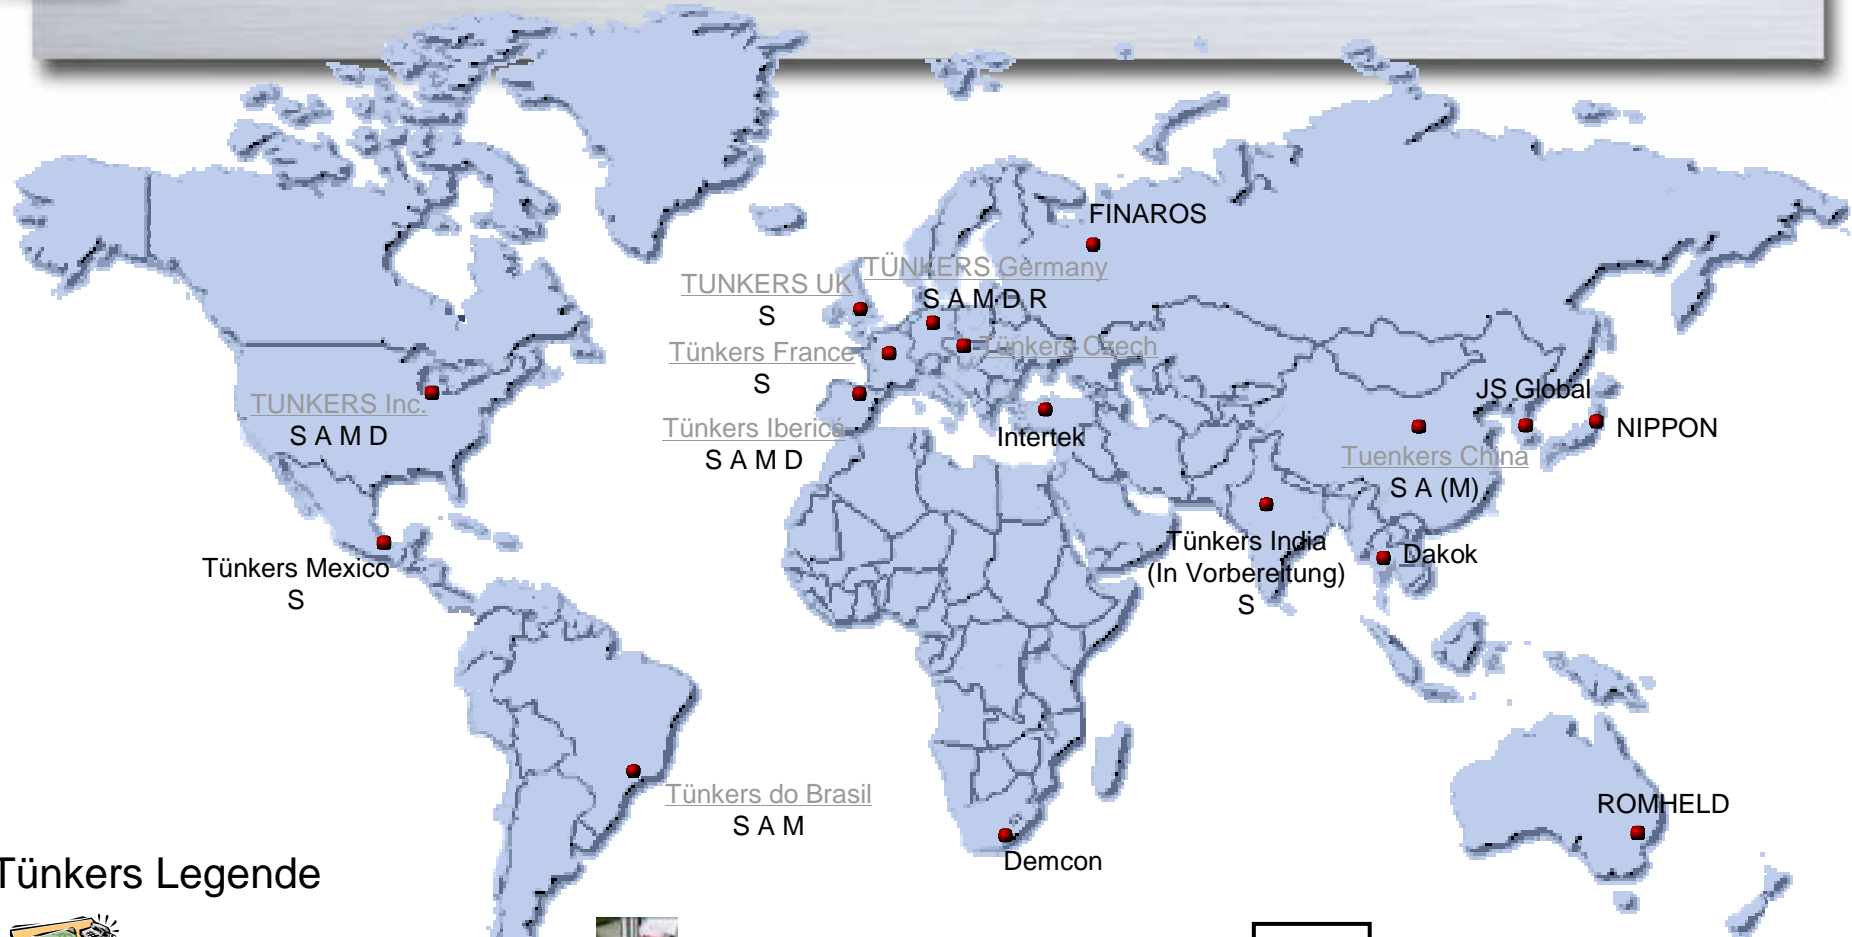 FINAROS
TÜNKERS Germany
S A M D R
TUNKERS UK
S
Tünkers France
S
Tünkers Czech
TUNKERS Inc.
S A M D
Tünkers Iberica
S A M D
Intertek
JS Global
NIPPON
Tuenkers China
S A (M)
Tünkers India
(In Vorbereitung)
S
Dakok
Tünkers Mexico
S
Tünkers do Brasil
S A M
ROMHELD
Demcon
Tünkers Legende